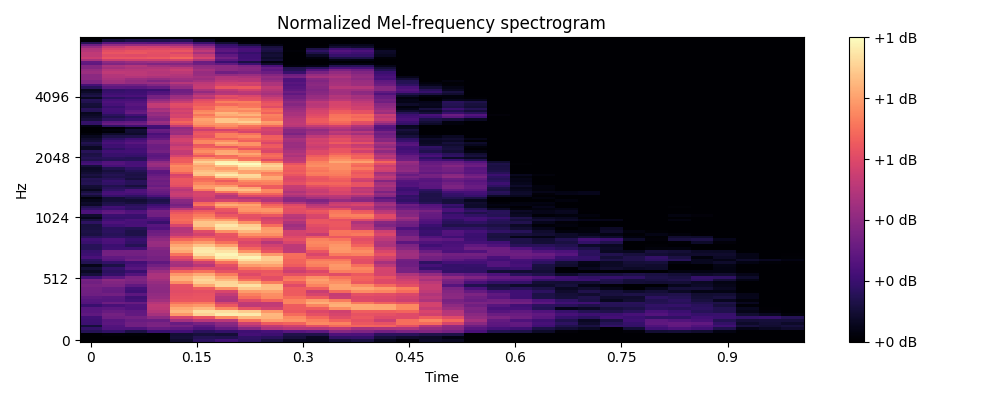 Normalized Mel-frequency spectrogram
Hz
4096
2048
1024
512
0
0 0.15 0.3 0.45 0.6 0.75 0.9
Time
+1 dB
+1 dB
+1 dB
+0 dB
+0 dB
+0 dB